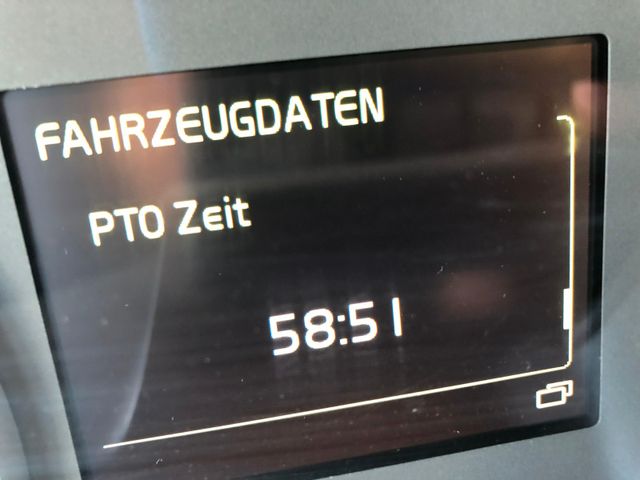 FAHRZEUGDATEN
PTO Zeit
58:51